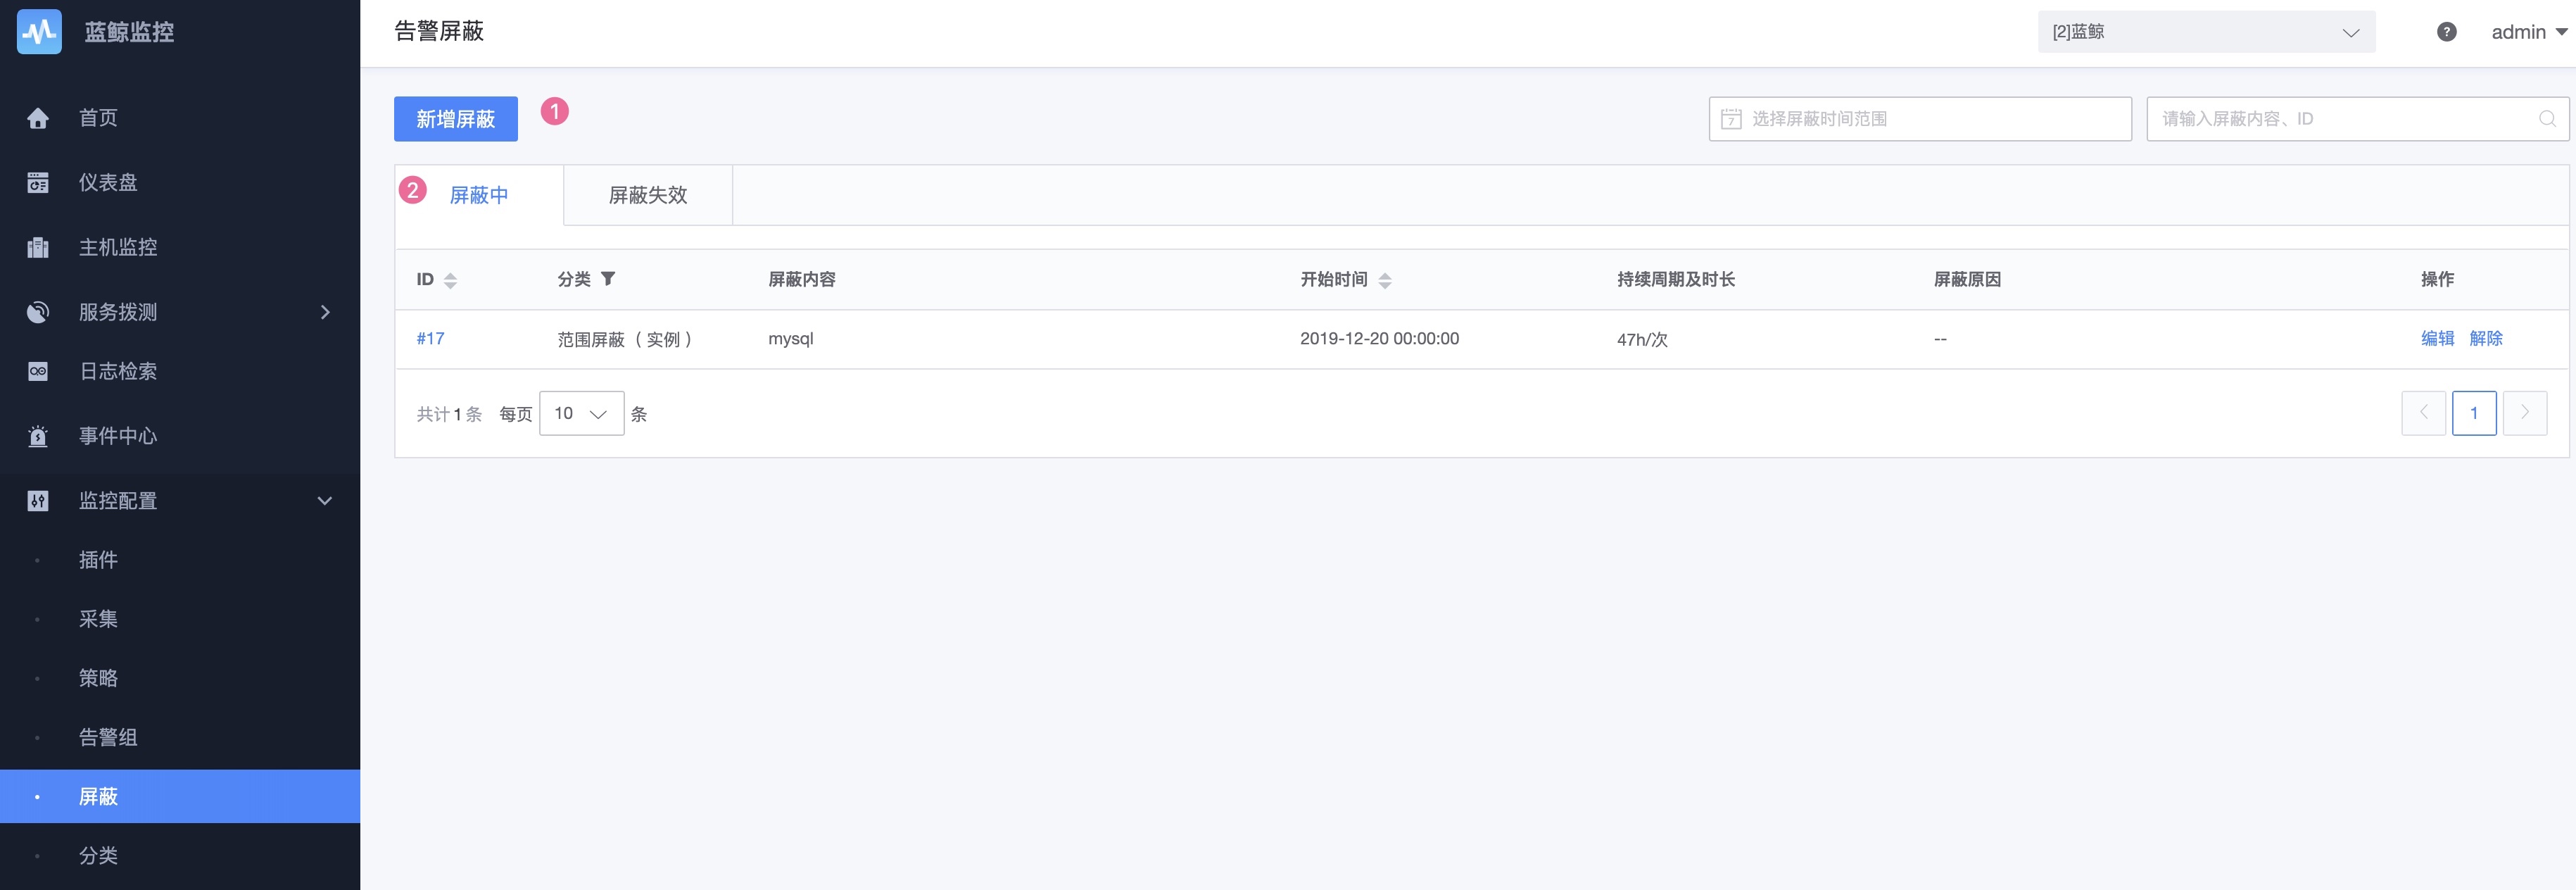 蓝鲸监控
首页
仪表盘
主机监控
服务拨测
日志检索
事件中心
监控配置
插件
采集
策略
告警组
屏蔽
分类
告警屏蔽
[2]蓝鲸
?
admin
新增屏蔽
1
7
选择屏蔽时间范围
请输入屏蔽内容、ID
2
屏蔽中
屏蔽失效
ID 分类 屏蔽内容 开始时间 持续周期及时长 屏蔽原因 操作
#17 范围屏蔽（实例） mysql 2019-12-20 00:00:00 47h/次 -- 编辑 解除
共计 1 条 每页 10 条
1